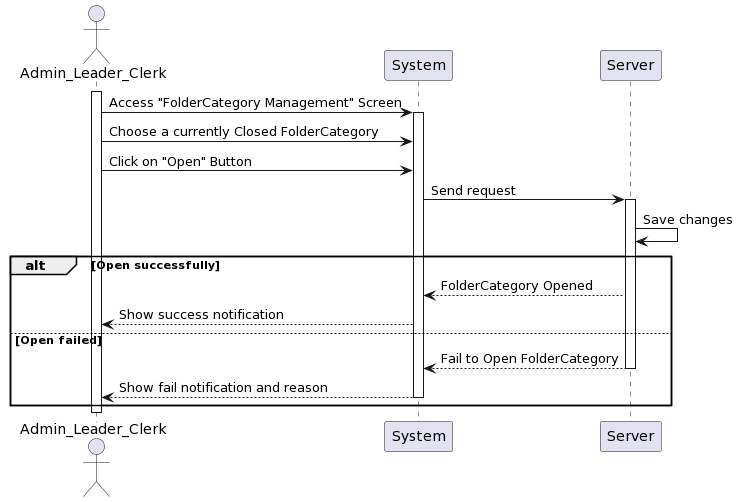 Admin_Leader_Clerk
System
Server
Access "FolderCategory Management" Screen
Choose a currently Closed FolderCategory
Click on "Open" Button
Send request
Save changes
alt
[Open successfully]
FolderCategory Opened
Show success notification
[Open failed]
Fail to Open FolderCategory
Show fail notification and reason
Admin_Leader_Clerk
System
Server